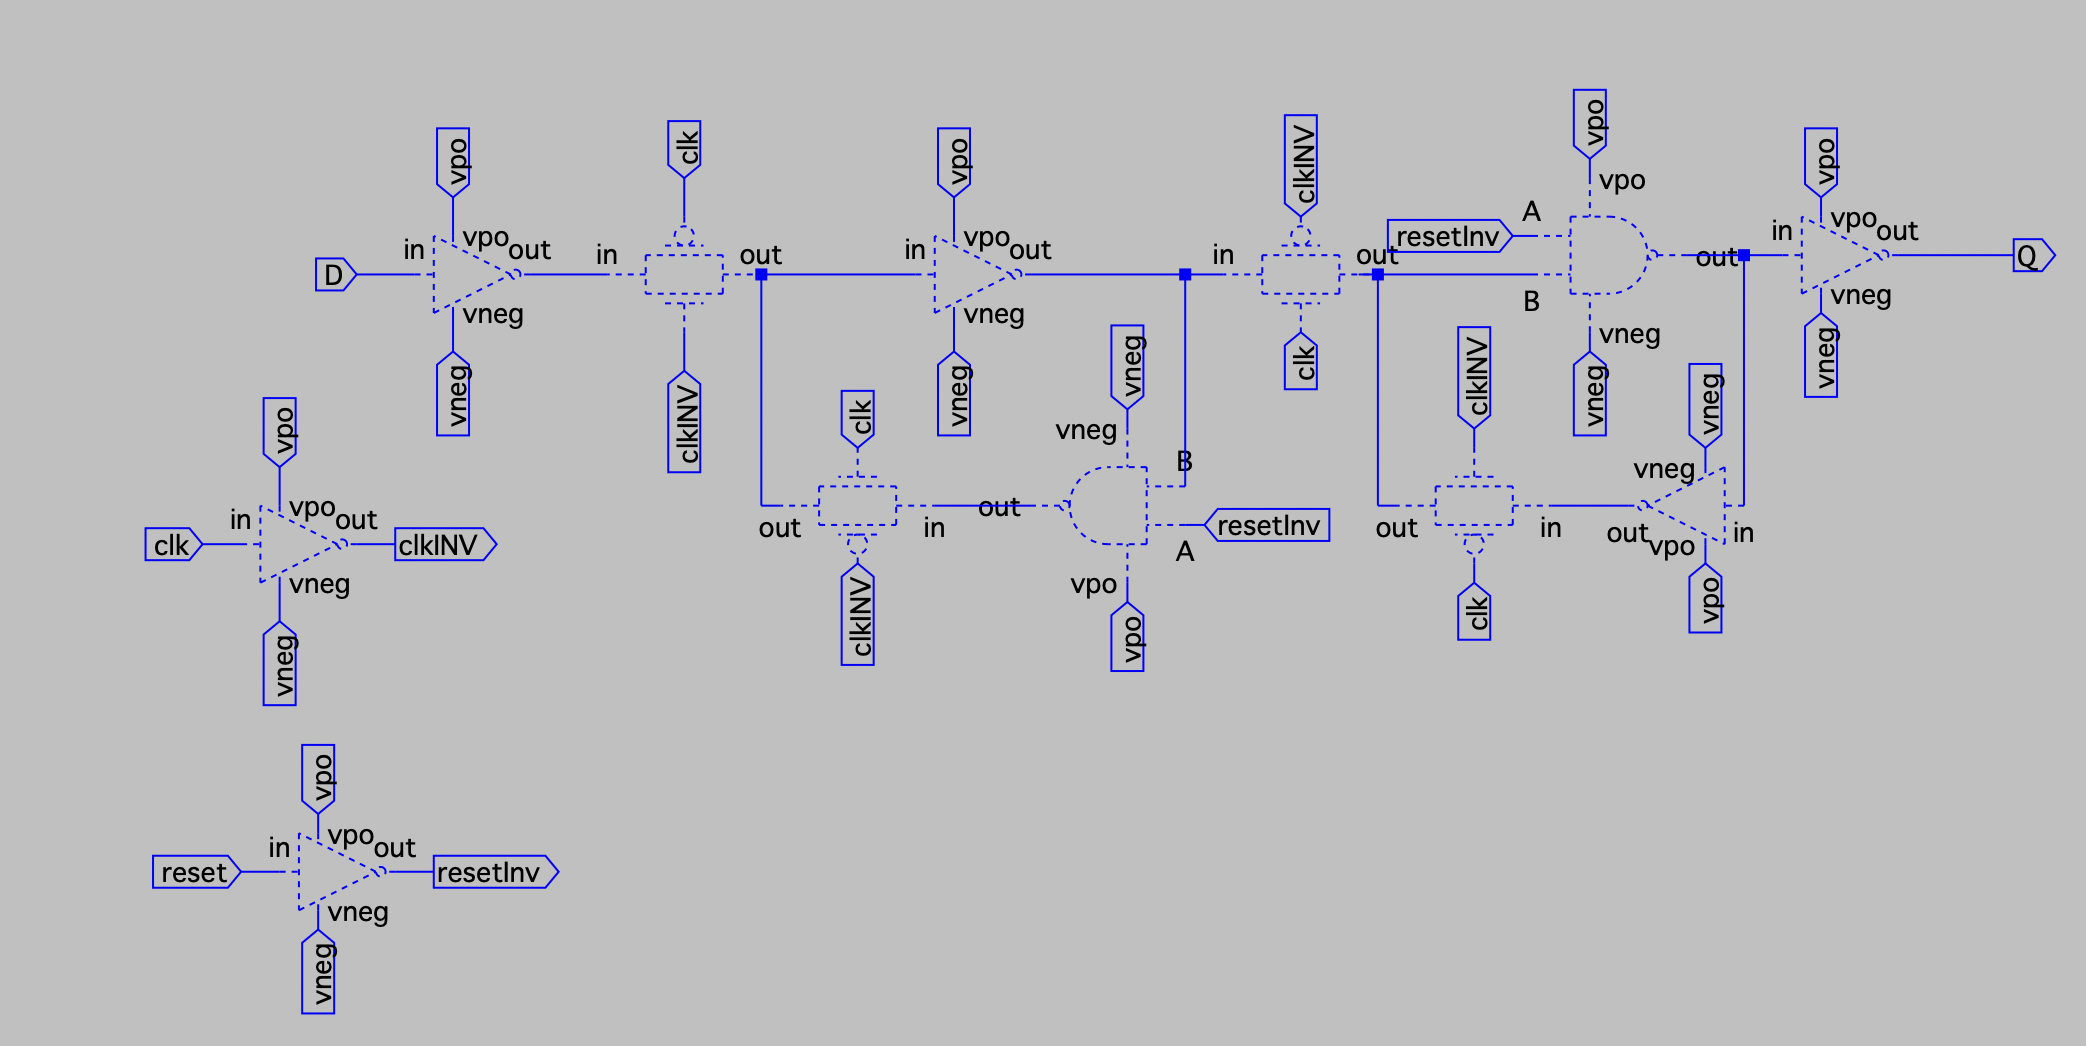 vpo
clk
vpo
clkINV
vpo
vpo
vpo
A
resetInv
vpo
in
out
vpo
out
in
out
in
vpo
out
in
out
in
vpo
out
D
out
Q
vneg
vneg
B
vneg
vneg
vneg
clkINV
vneg
vneg
clk
clkINV
vneg
vneg
vneg
vpo
clk
vneg
B
vneg
in
vpo
out
out
in
out
A
resetInv
out
in
out
vpo
in
clk
clkINV
vneg
vneg
clkINV
vpo
vpo
clk
vpo
vpo
in
vpo
out
reset
resetInv
vneg
vneg